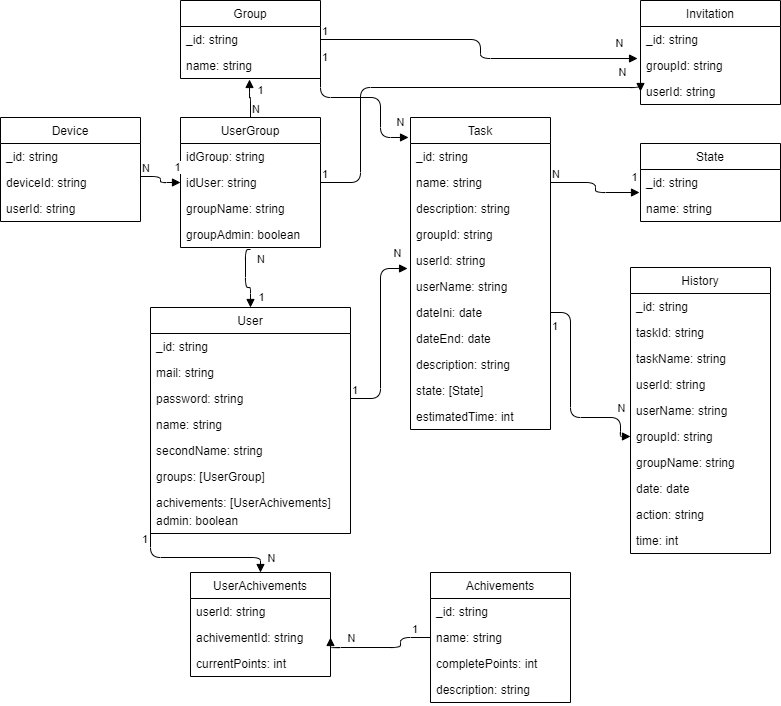 Group
_id: string
name: string
1
1
N
Invitation
_id: string
groupId: string
userId: string
N
1
N
Device
_id: string
deviceId: string
userId: string
N
1
UserGroup
idGroup: string
idUser: string
groupName: string
groupAdmin: boolean
1
N
1
N
Task
_id: string
name: string
description: string
groupId: string
userId: string
userName: string
dateIni: date
dateEnd: date
description: string
state: [State]
estimatedTime: int
N
1
State
_id: string
name: string
1
N
History
_id: string
taskId: string
taskName: string
userId: string
userName: string
groupId: string
groupName: string
date: date
action: string
time: int
User
_id: string
mail: string
password: string
name: string
secondName: string
groups: [UserGroup]
achivements: [UserAchivements]
admin: boolean
1
N
1
N
UserAchivements
userId: string
achivementId: string
currentPoints: int
N
1
Achivements
_id: string
name: string
completePoints: int
description: string